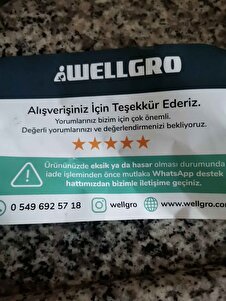 WELLGRO
Alışverişiniz İçin Teşekkür Ederiz.
Yorumlarınız bizim için çok önemli.
Değerli yorumlarınızı ve değerlendirmenizi bekliyoruz.
Ürününüzde eksik ya da hasar olması durumunda
iade işleminden önce mutlaka WhatsApp destek
hattımızdan bizimle iletişime geçiniz.
0 549 692 57 18 wellgro www.wellgro.com